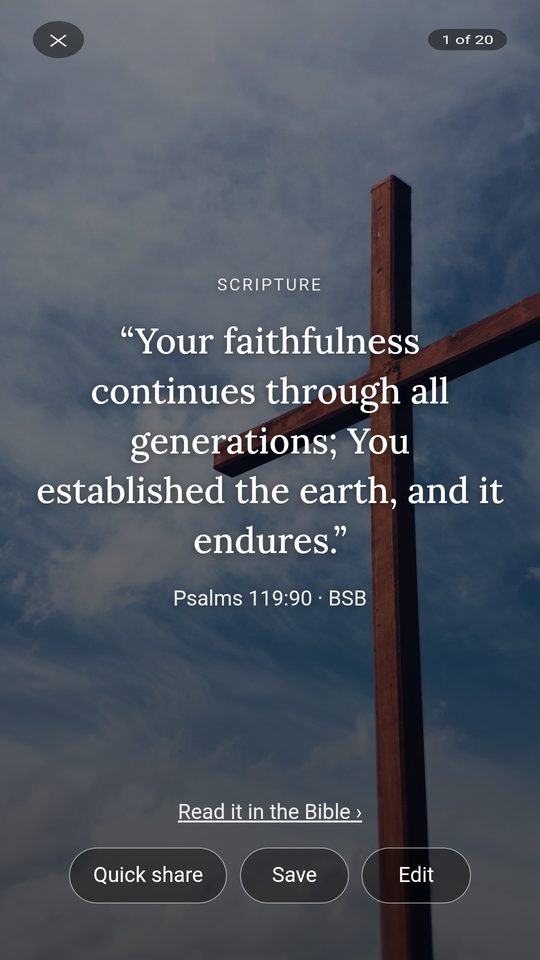 1 of 20
SCRIPTURE
“Your faithfulness
continues through all
generations; You
established the earth, and it
endures.”
Psalms 119:90 · BSB
Read it in the Bible ›
Quick share
Save
Edit